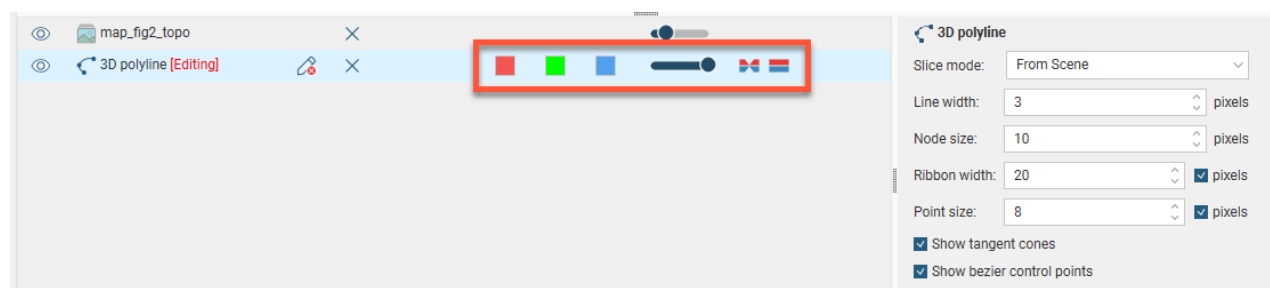 map_fig2_topo
3D polyline [Editing]
3D polyline
Slice mode: From Scene
Line width: 3 pixels
Node size: 10 pixels
Ribbon width: 20 pixels
Point size: 8 pixels
Show tangent cones
Show bezier control points